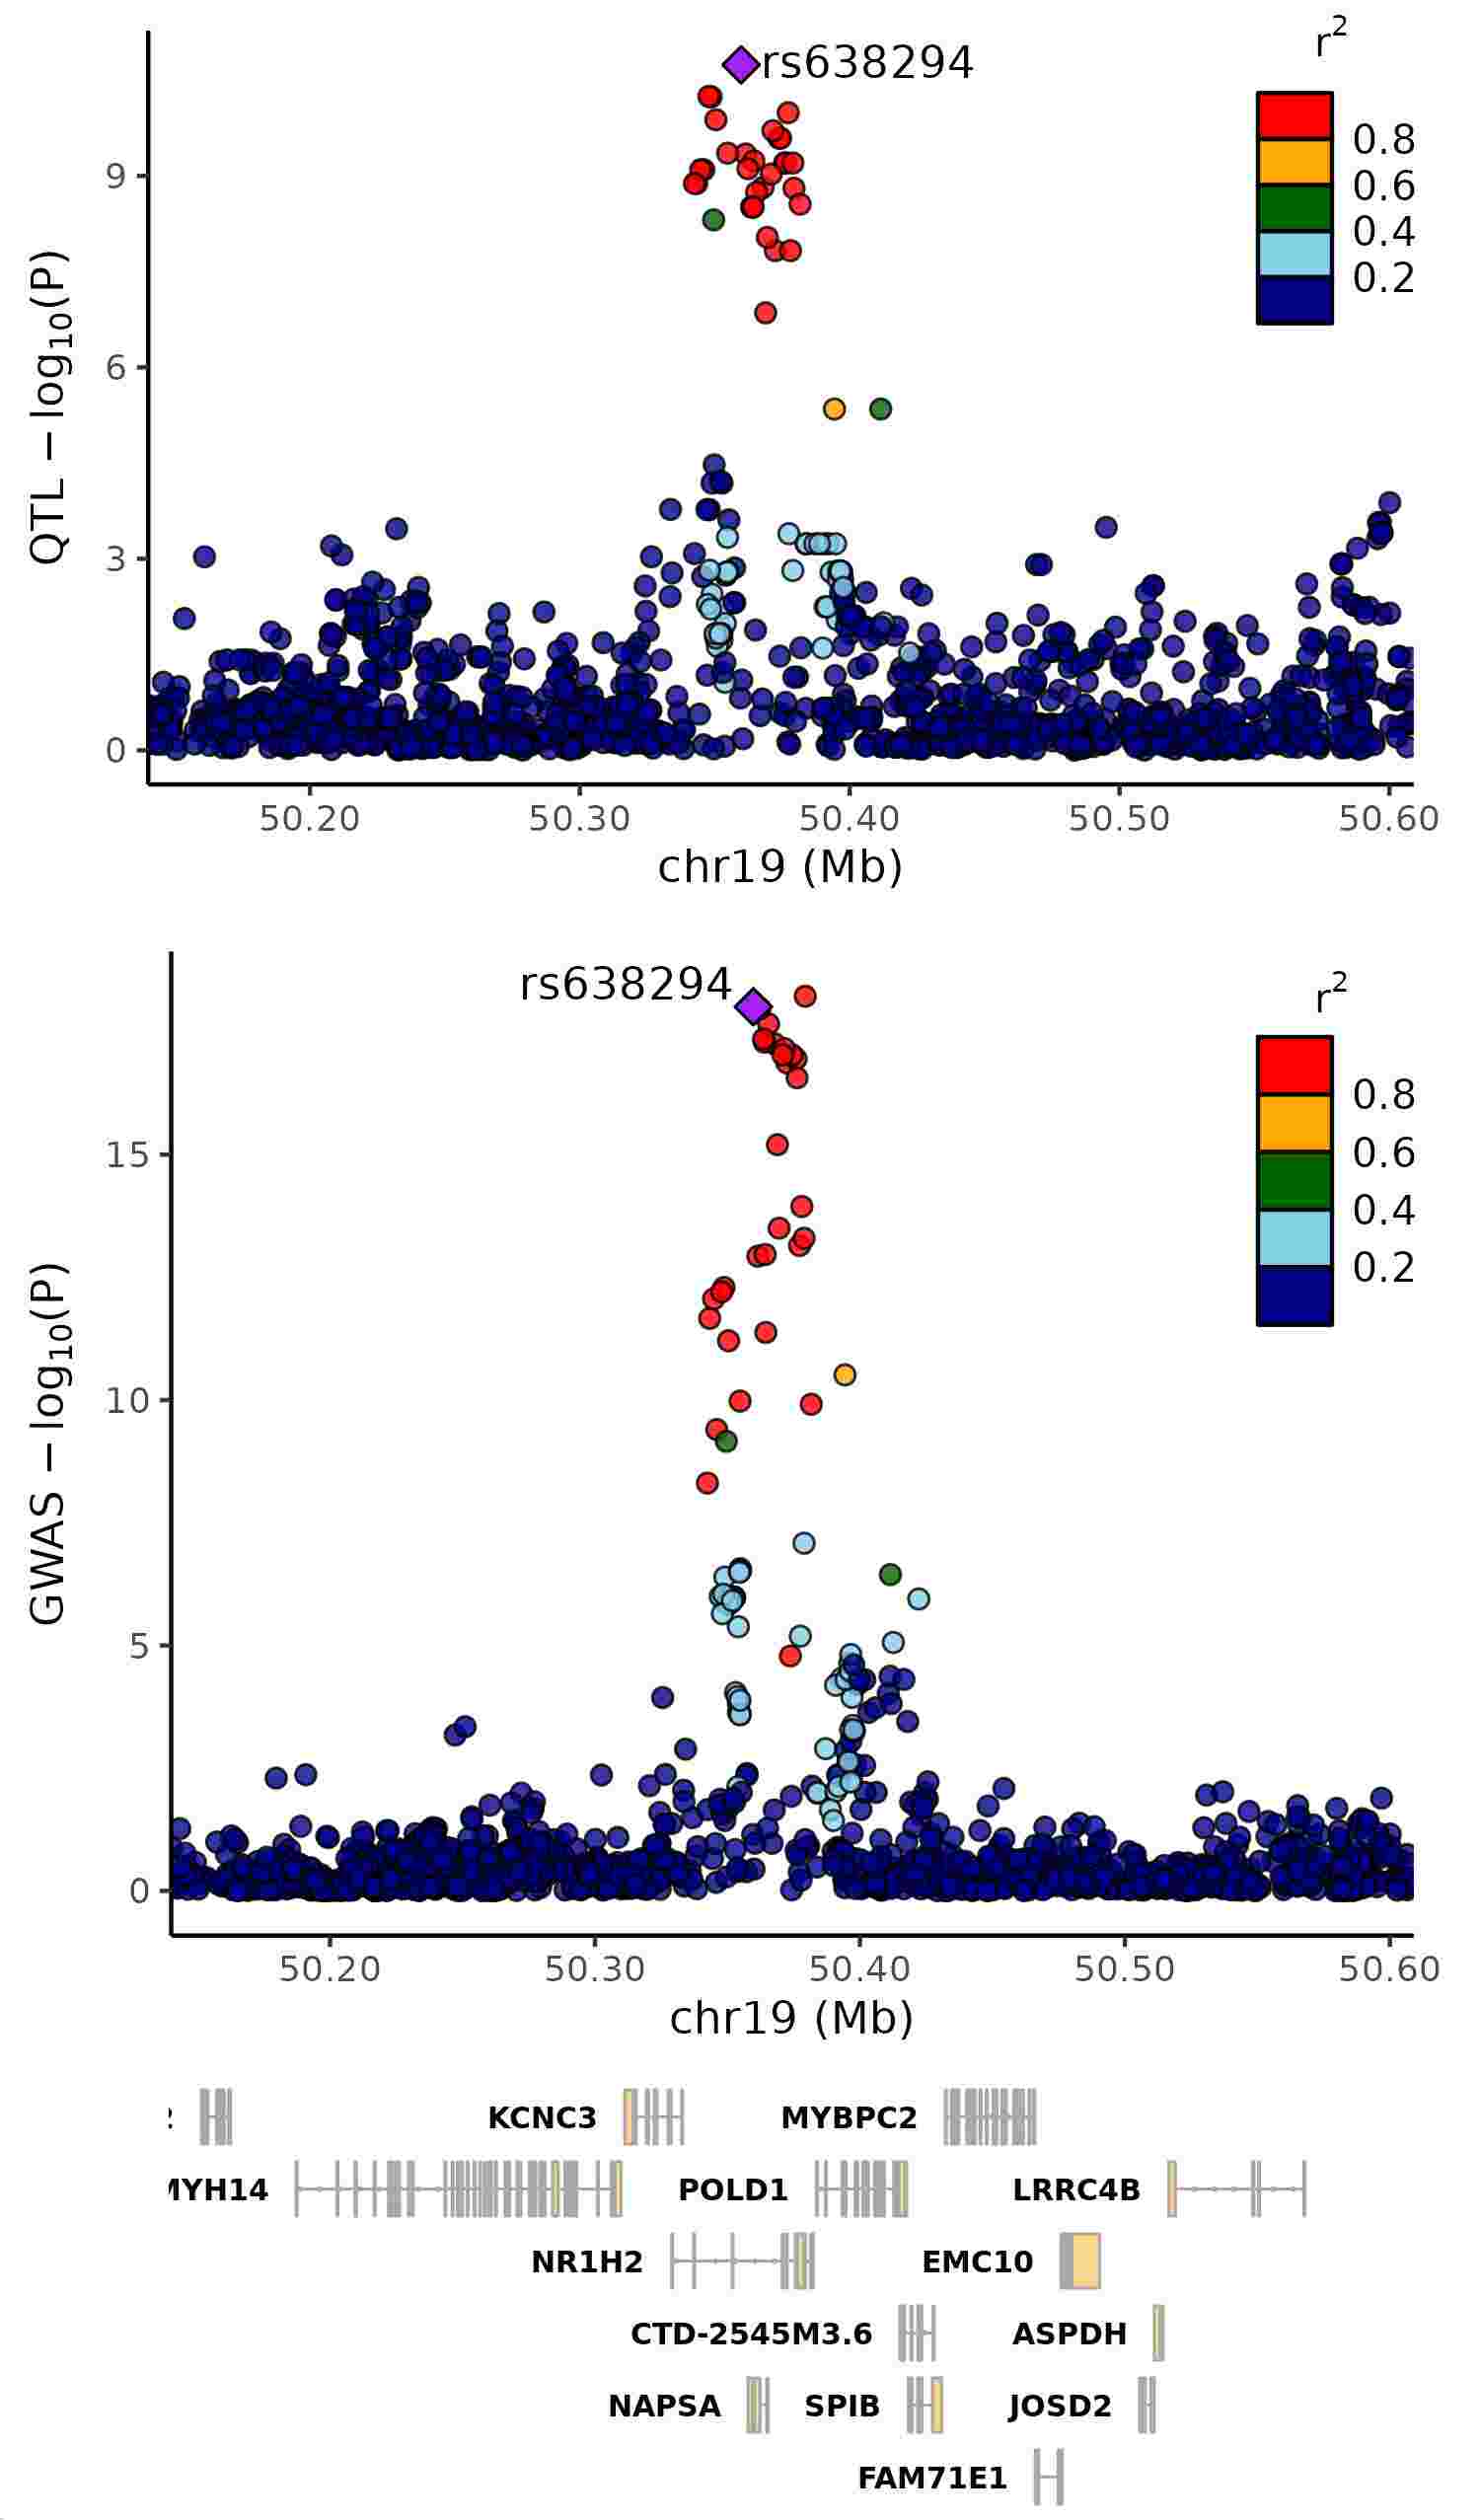 rs638294
r2
0.8
0.6
0.4
0.2
9
6
3
0
QTL −log10(P)
50.20 50.30 50.40 50.50 50.60
chr19 (Mb)
rs638294
r2
0.8
0.6
0.4
0.2
15
10
5
0
GWAS −log10(P)
50.20 50.30 50.40 50.50 50.60
chr19 (Mb)
KCNC3 MYBPC2
MYH14 POLD1 LRRC4B
NR1H2 EMC10
CTD-2545M3.6 ASPDH
NAPSA SPIB JOSD2
FAM71E1